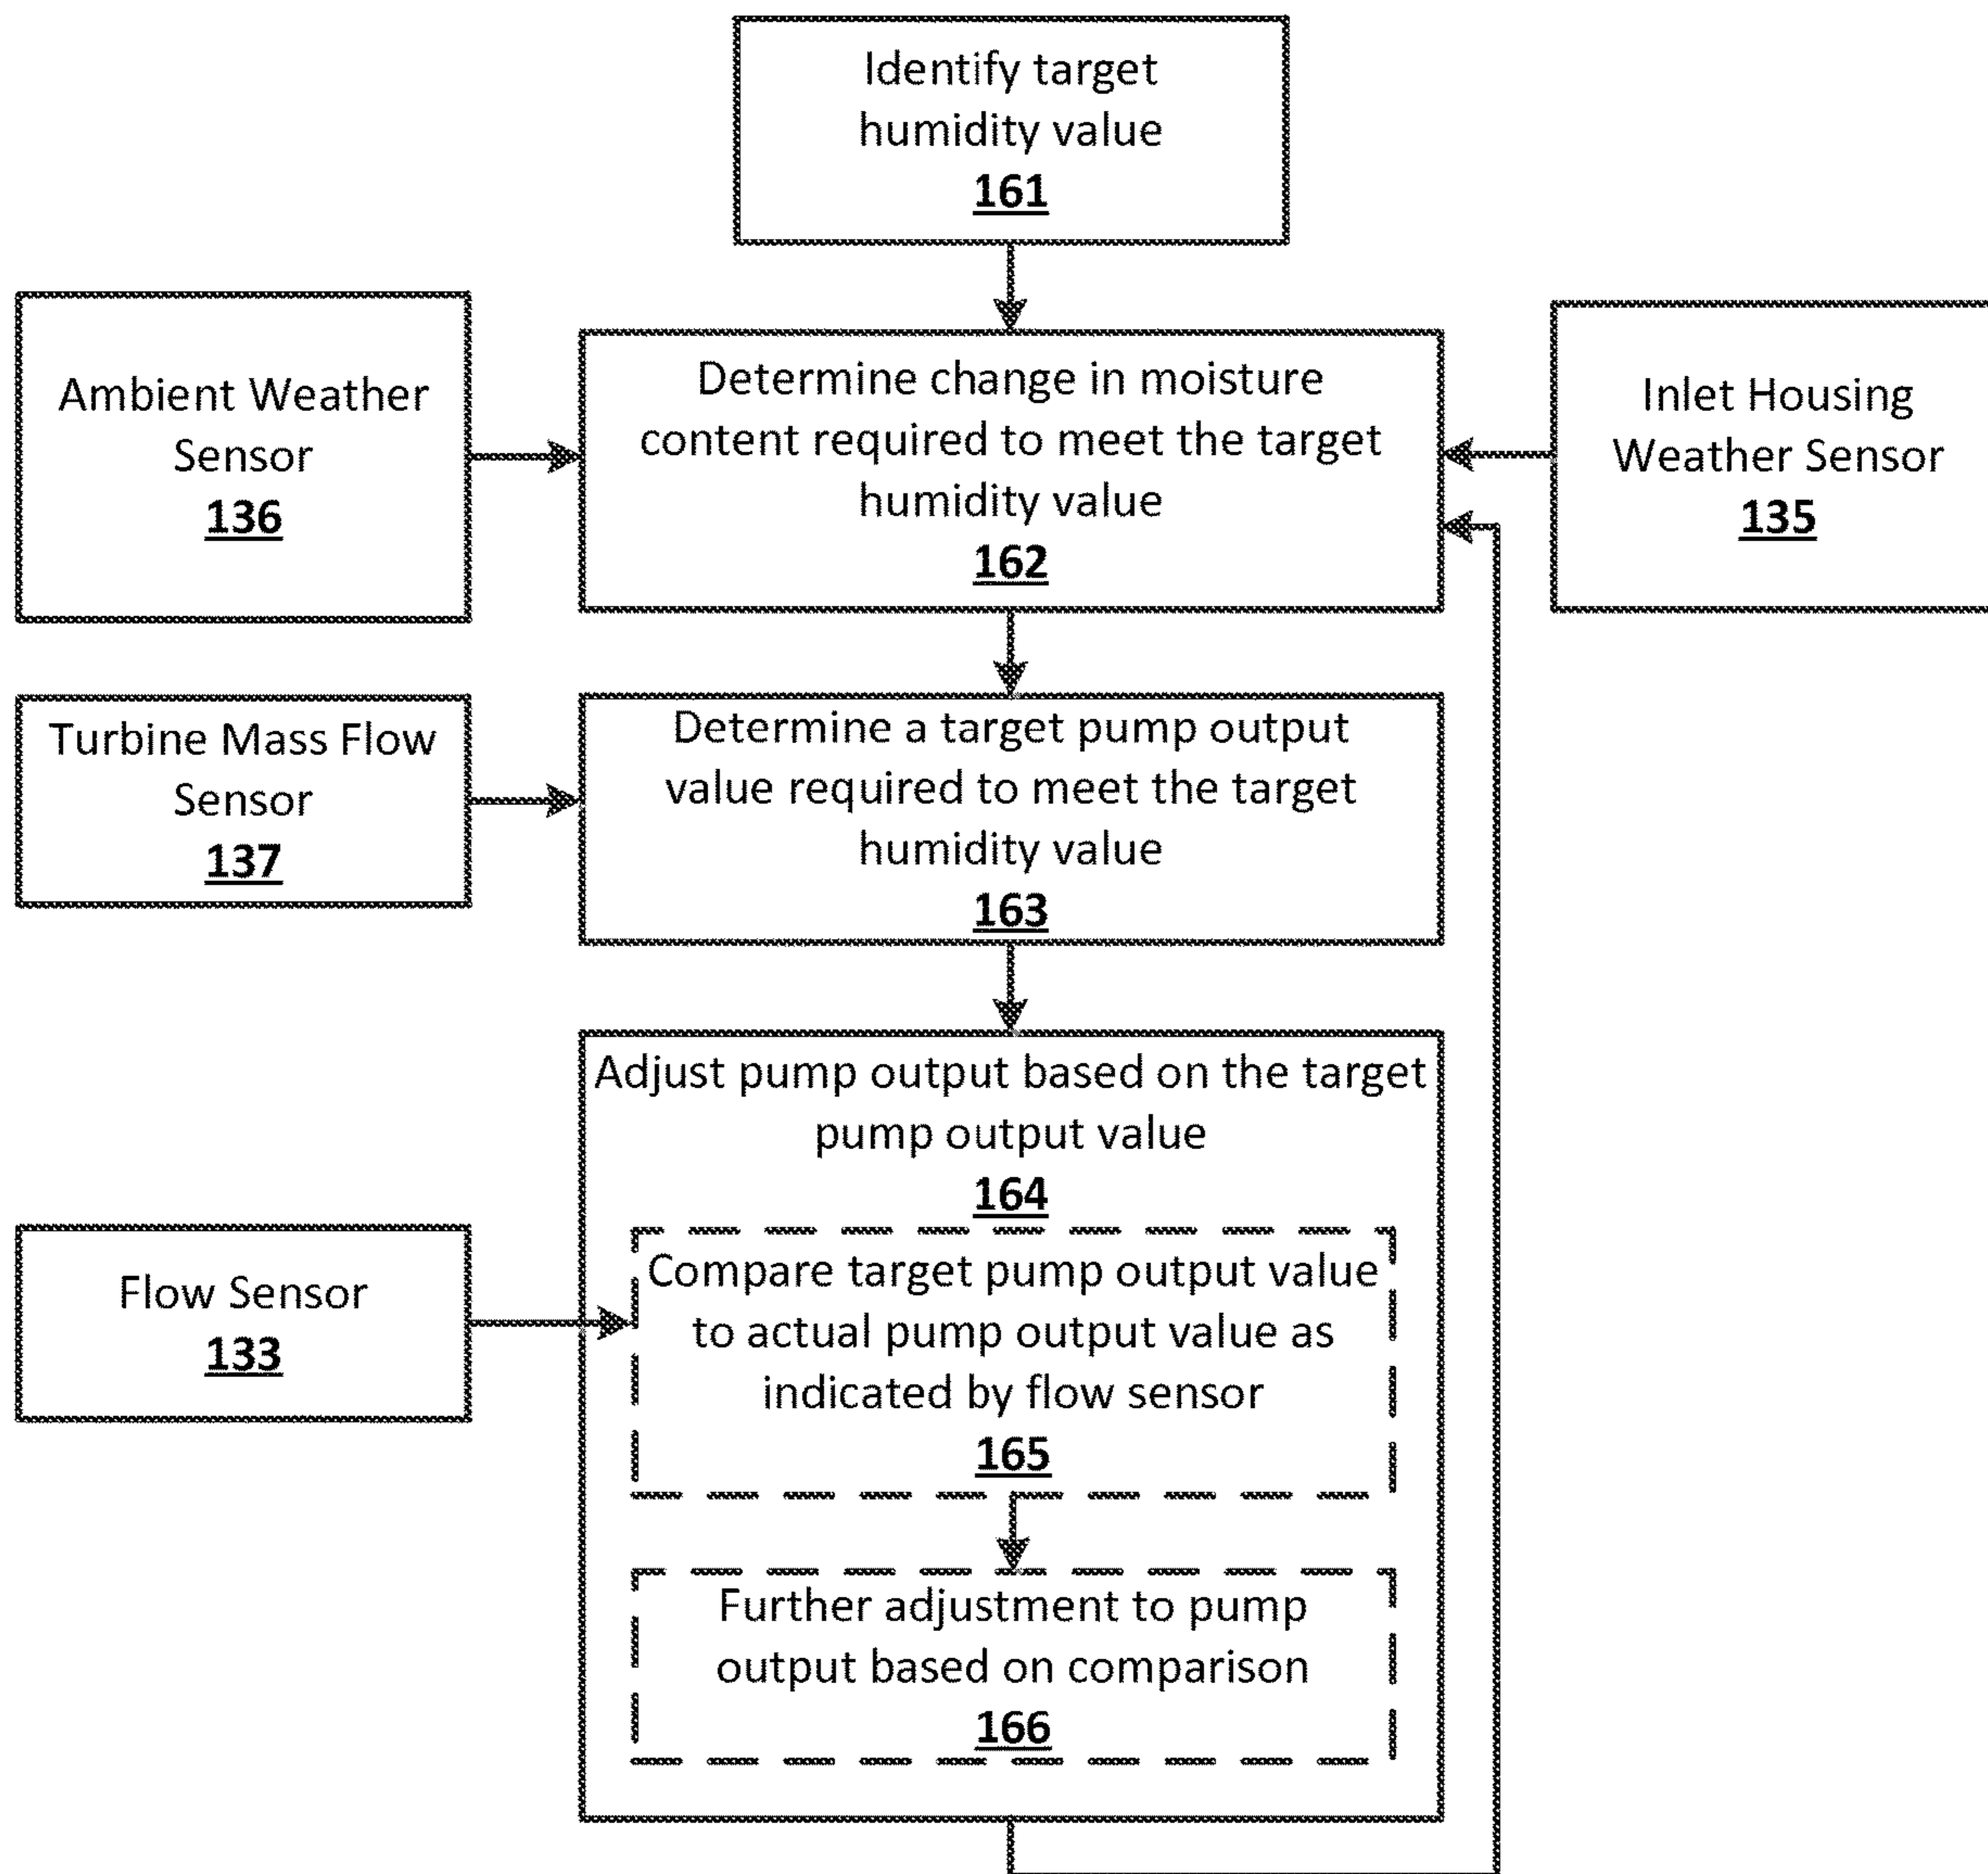 Identify target
humidity value
161
Ambient Weather
Sensor
136
Determine change in moisture
content required to meet the target
humidity value
162
Inlet Housing
Weather Sensor
135
Turbine Mass Flow
Sensor
137
Determine a target pump output
value required to meet the target
humidity value
163
Adjust pump output based on the target
pump output value
164
Flow Sensor
133
Compare target pump output value
to actual pump output value as
indicated by flow sensor
165
Further adjustment to pump
output based on comparison
166